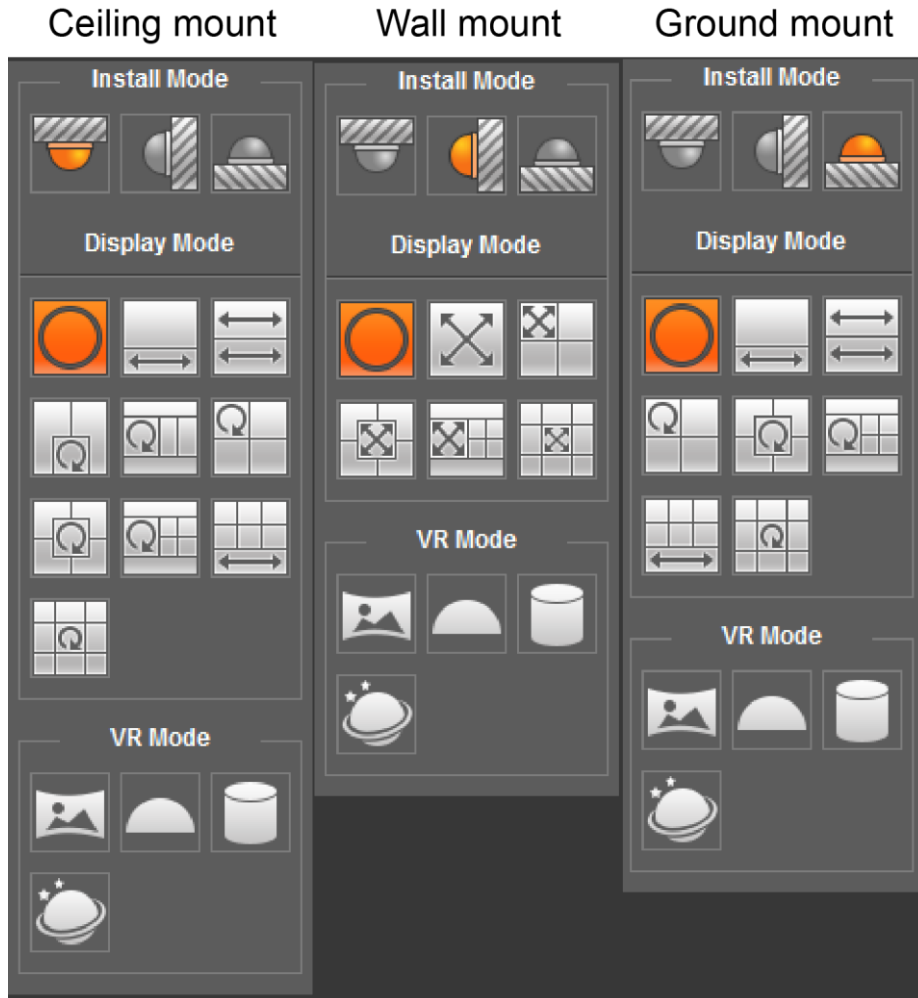 Ceiling mount
Wall mount
Ground mount
Install Mode
Install Mode
Install Mode
Display Mode
Display Mode
Display Mode
VR Mode
VR Mode
VR Mode